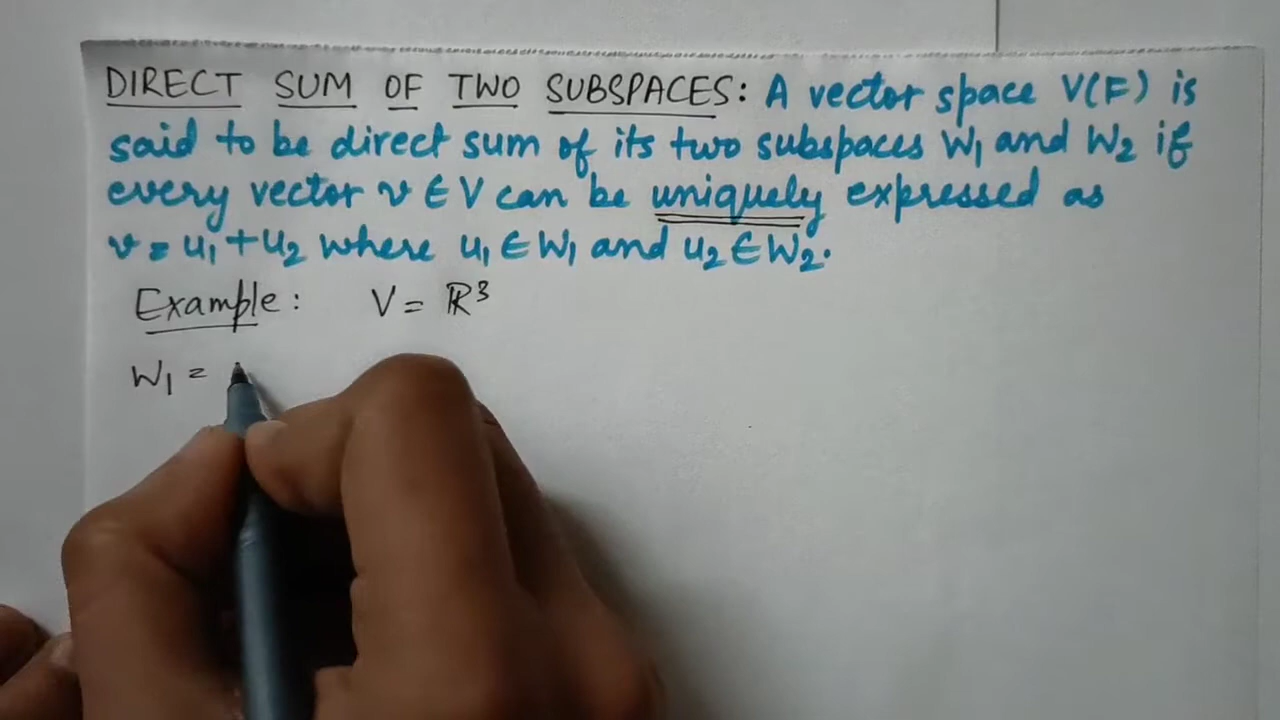 DIRECT SUM OF TWO SUBSPACES: A vector space V(F) is
said to be direct sum of its two subspaces W₁ and W₂ if
every vector v ∈ V can be uniquely expressed as
v = u₁ + u₂ where u₁ ∈ W₁ and u₂ ∈ W₂.
Example: V = ℝ³
W₁ =